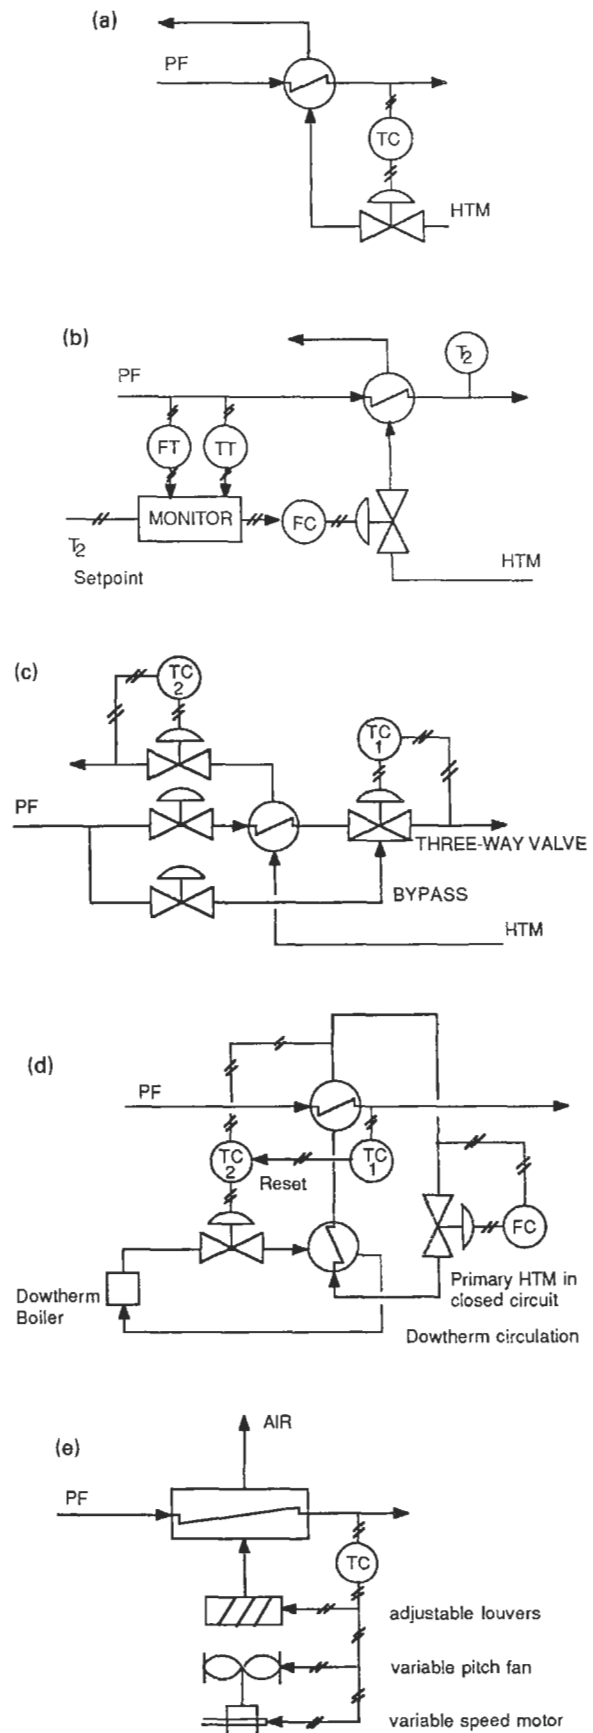 (a)
PF
TC
HTM
(b)
PF
T2
FT
TT
MONITOR
FC
T2
Setpoint
HTM
(c)
TC
2
TC
1
PF
THREE-WAY VALVE
BYPASS
HTM
(d)
PF
TC
2
TC
1
Reset
FC
Dowtherm
Boiler
Primary HTM in
closed circuit
Dowtherm circulation
(e)
AIR
PF
TC
adjustable louvers
variable pitch fan
variable speed motor